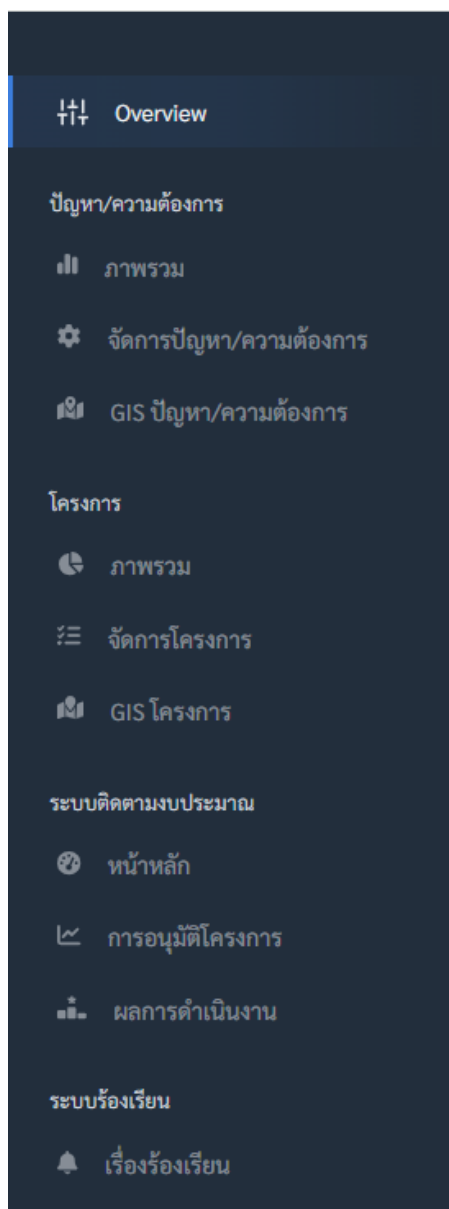 Overview
ปัญหา/ความต้องการ
ภาพรวม
จัดการปัญหา/ความต้องการ
GIS ปัญหา/ความต้องการ
โครงการ
ภาพรวม
จัดการโครงการ
GIS โครงการ
ระบบติดตามงบประมาณ
หน้าหลัก
การอนุมัติโครงการ
ผลการดำเนินงาน
ระบบร้องเรียน
เรื่องร้องเรียน